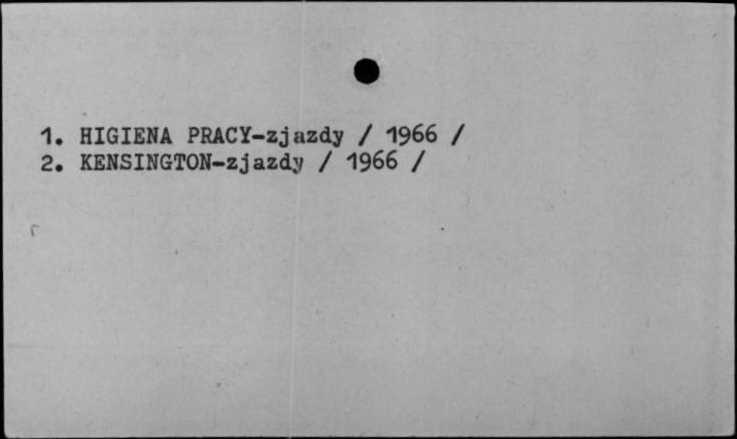 1. HIGIENA PRACY-zjazdy / 1966 /
2. KENSINGTON-zjazdy / 1966 /